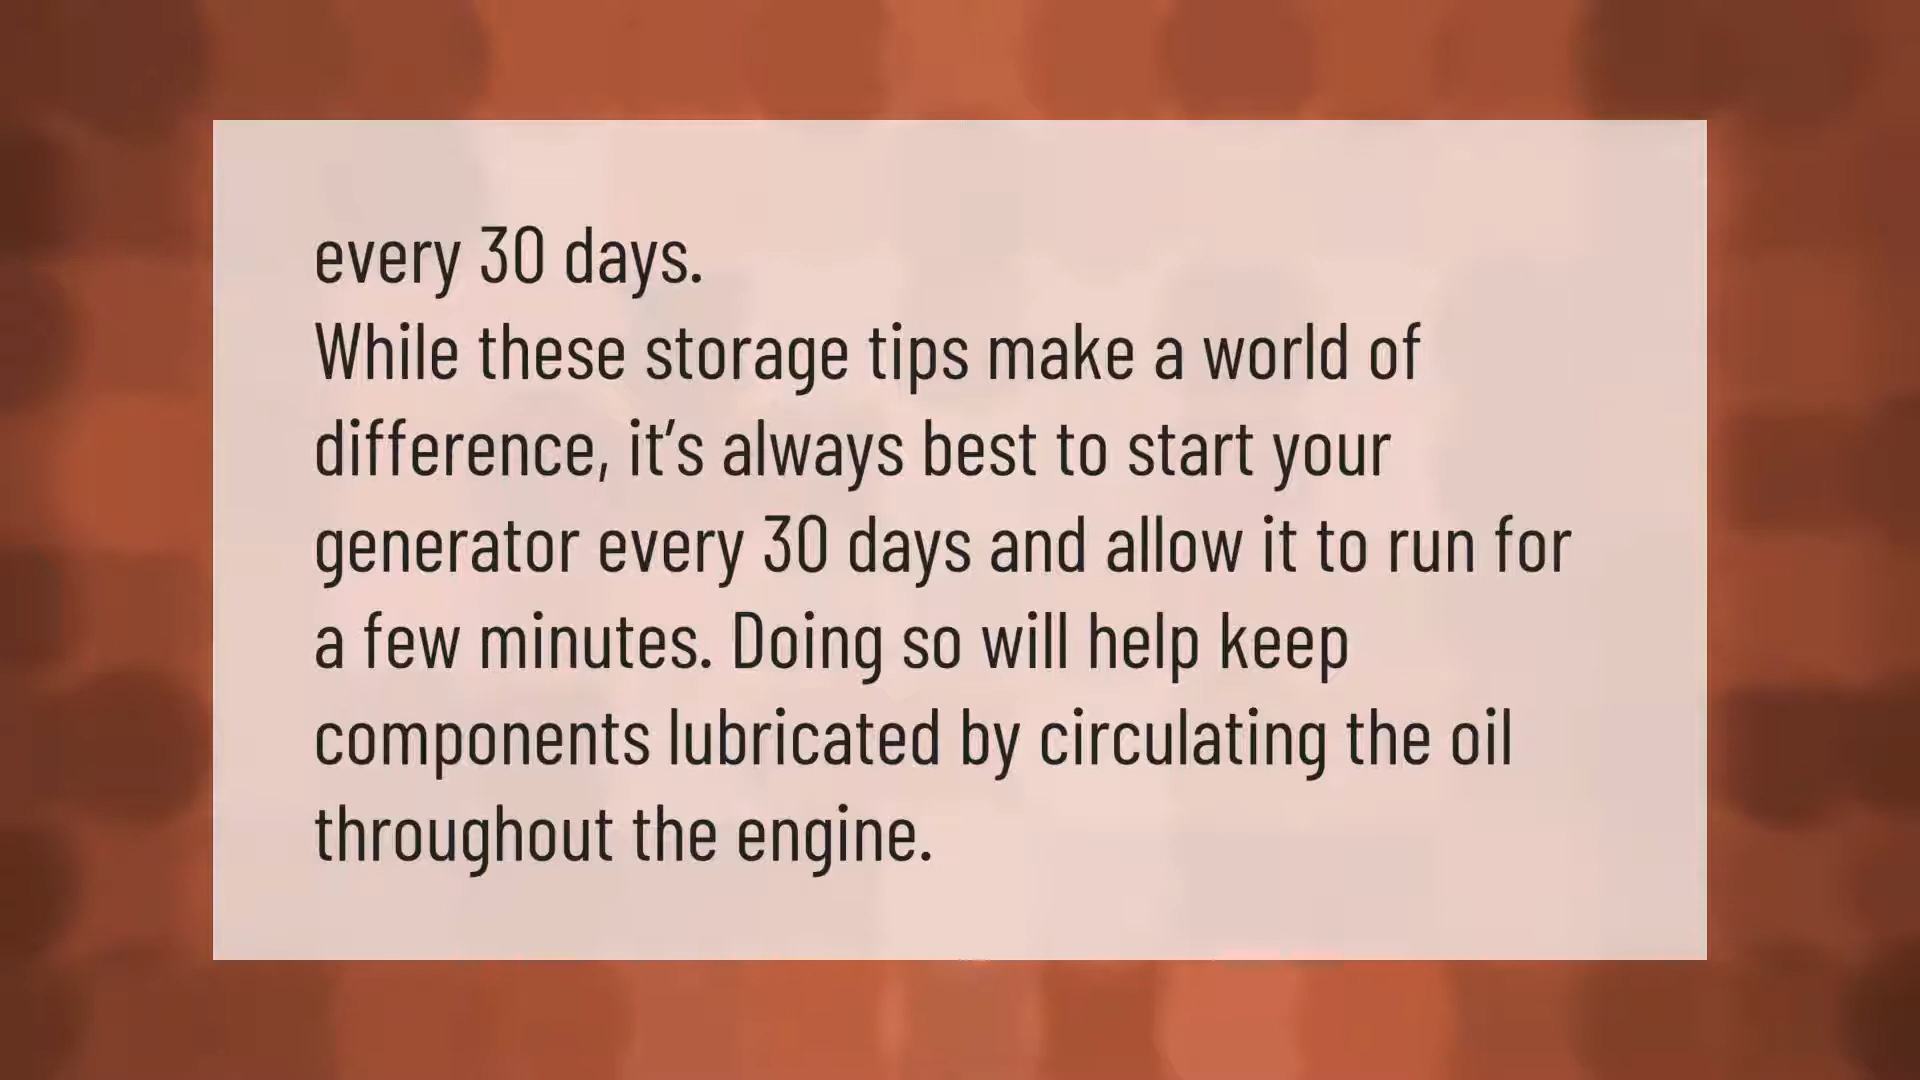 every 30 days.
While these storage tips make a world of
difference, it’s always best to start your
generator every 30 days and allow it to run for
a few minutes. Doing so will help keep
components lubricated by circulating the oil
throughout the engine.